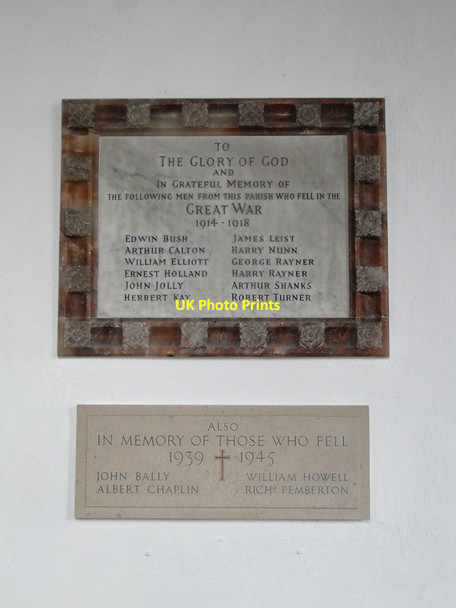 TO
THE GLORY OF GOD
AND
IN GRATEFUL MEMORY OF
THE FOLLOWING MEN FROM THIS PARISH WHO FELL IN THE
GREAT WAR
1914 - 1918
EDWIN BUSH JAMES LEIST
ARTHUR CALTON HARRY NUNN
WILLIAM ELLIOTT GEORGE RAYNER
ERNEST HOLLAND HARRY RAYNER
JOHN JOLLY ARTHUR SHANKS
HERBERT KAY ROBERT TURNER
UK Photo Prints
ALSO
IN MEMORY OF THOSE WHO FELL
1939 1945
JOHN BALLY WILLIAM HOWELL
ALBERT CHAPLIN RICHD PEMBERTON